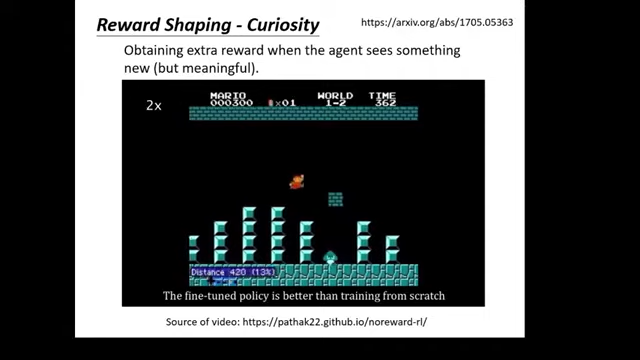 Reward Shaping - Curiosity
https://arxiv.org/abs/1705.05363
Obtaining extra reward when the agent sees something
new (but meaningful).
2x
MARIO WORLD TIME
000300 ×01 1-2 362
Distance 420 (13%)
The fine-tuned policy is better than training from scratch
Source of video: https://pathak22.github.io/noreward-rl/